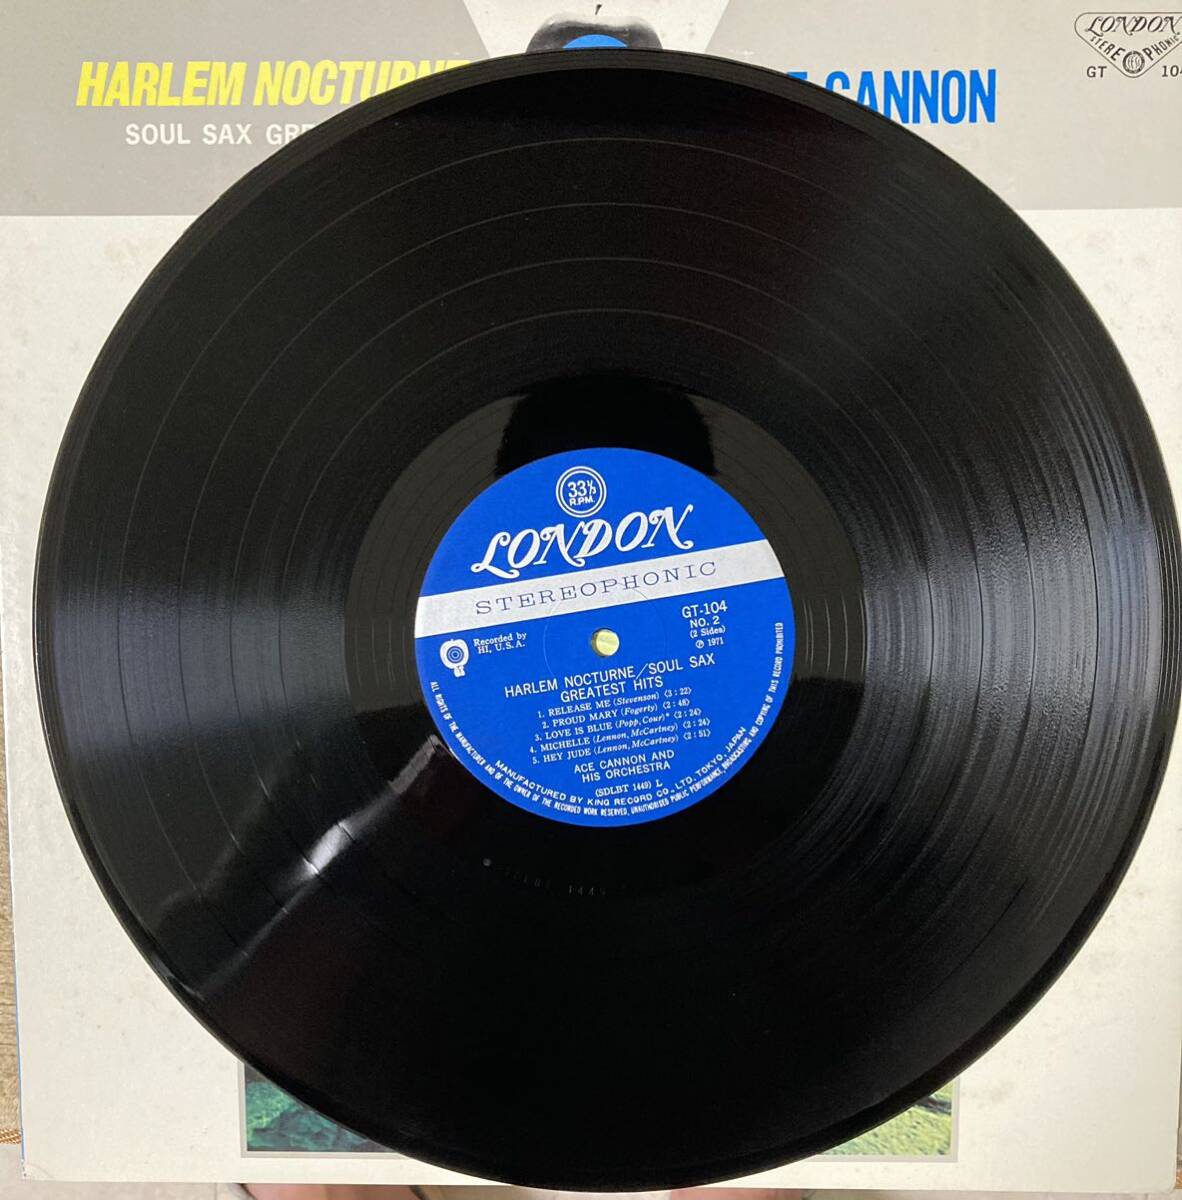 HARLEM NOCTURNE
CANNON
SOUL SAX GRE
LONDON
STEREOPHONIC
GT 104
33⅓
R.P.M.
LONDON
STEREOPHONIC
Recorded by
HI, U.S.A.
GT-104
NO. 2
(2 Sides)
Ⓟ 1971
HARLEM NOCTURNE/SOUL SAX
GREATEST HITS
1. RELEASE ME (Stevenson) (3:22)
2. PROUD MARY (Fogerty) (2:48)
3. LOVE IS BLUE (Popp, Cour)* (2:24)
4. MICHELLE (Lennon, McCartney) (2:24)
5. HEY JUDE (Lennon, McCartney) (2:51)
ACE CANNON AND
HIS ORCHESTRA
(SDLBT 1449) L
MANUFACTURED BY KING RECORD CO., LTD. TOKYO, JAPAN
ALL RIGHTS OF THE MANUFACTURER AND OF THE OWNER OF THE RECORDED WORK RESERVED, UNAUTHORISED PUBLIC PERFORMANCE, BROADCASTING AND COPYING OF THIS RECORD PROHIBITED